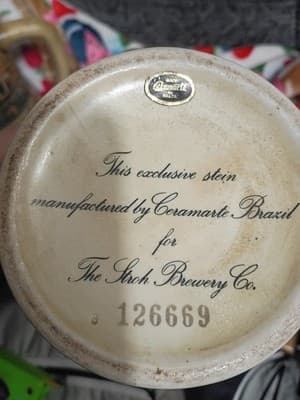 Ceramarte
This exclusive stein
manufactured by Ceramarte Brazil
for
The Stroh Brewery Co.
126669